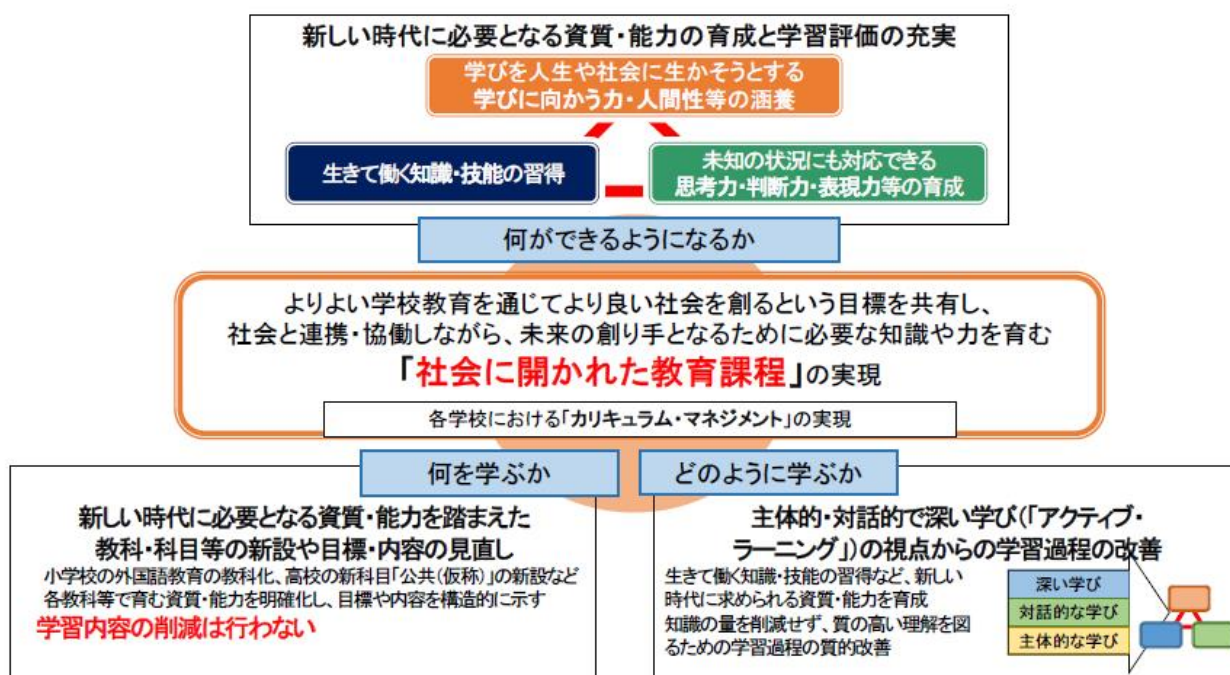 新しい時代に必要となる資質・能力の育成と学習評価の充実
学びを人生や社会に生かそうとする
学びに向かう力・人間性等の涵養
生きて働く知識・技能の習得
未知の状況にも対応できる
思考力・判断力・表現力等の育成
何ができるようになるか
よりよい学校教育を通じてより良い社会を創るという目標を共有し、
社会と連携・協働しながら、未来の創り手となるために必要な知識や力を育む
「社会に開かれた教育課程」の実現
各学校における「カリキュラム・マネジメント」の実現
何を学ぶか
新しい時代に必要となる資質・能力を踏まえた
教科・科目等の新設や目標・内容の見直し
小学校の外国語教育の教科化、高校の新科目「公共(仮称)」の新設など
各教科等で育む資質・能力を明確化し、目標や内容を構造的に示す
学習内容の削減は行わない
どのように学ぶか
主体的・対話的で深い学び(「アクティブ・
ラーニング」)の視点からの学習過程の改善
生きて働く知識・技能の習得など、新しい
時代に求められる資質・能力を育成
知識の量を削減せず、質の高い理解を図
るための学習過程の質的改善
深い学び
対話的な学び
主体的な学び